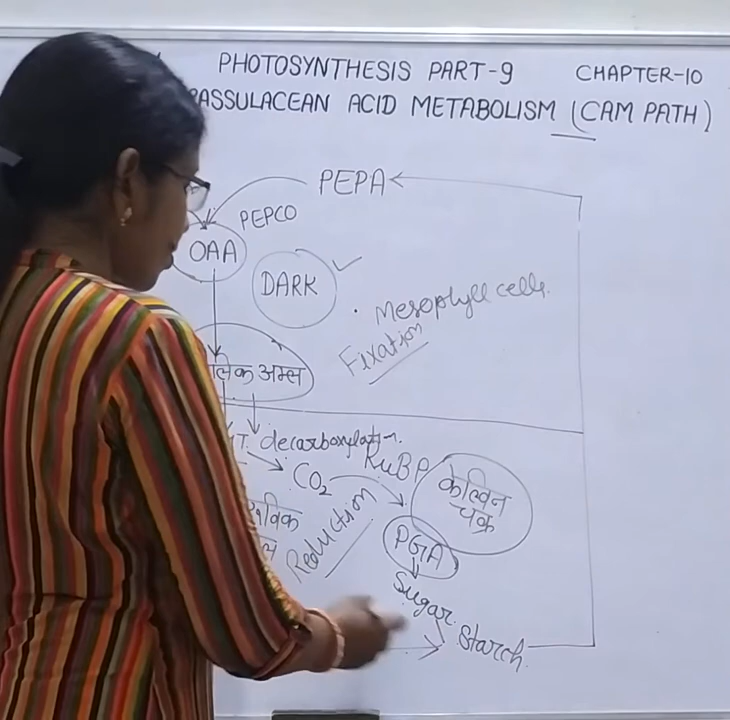 PHOTOSYNTHESIS PART-9 CHAPTER-10
RASSULACEAN ACID METABOLISM (CAM PATH)
PEPA
PEPCO
OAA
DARK
Mesophyll cells.
Fixation
लिक अम्ल
decarboxylation.
CO₂
RuBP
केल्विन
चक्र
Reduction
PGA
Sugar.
Starch.